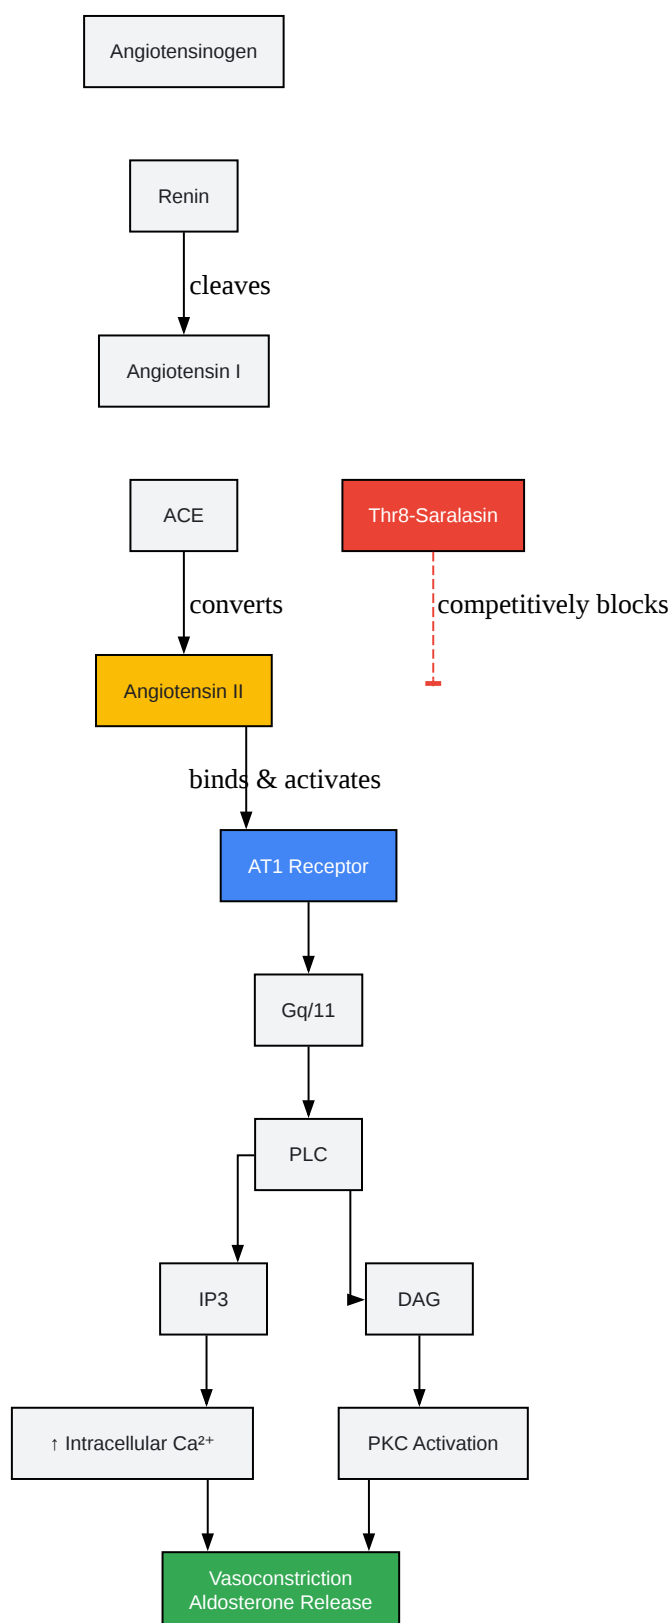 Angiotensinogen
Renin
cleaves
Angiotensin I
ACE
Thr8-Saralasin
converts
competitively blocks
Angiotensin II
binds & activates
AT1 Receptor
Gq/11
PLC
IP3
DAG
↑ Intracellular Ca²⁺
PKC Activation
Vasoconstriction
Aldosterone Release